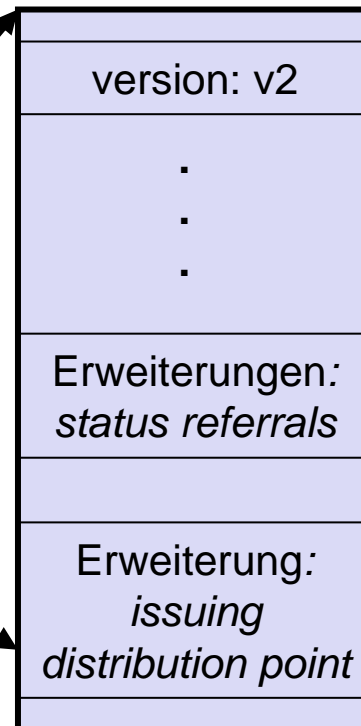 version: v2
.
.
.
Erweiterungen:
status referrals
Erweiterung:
issuing
distribution point